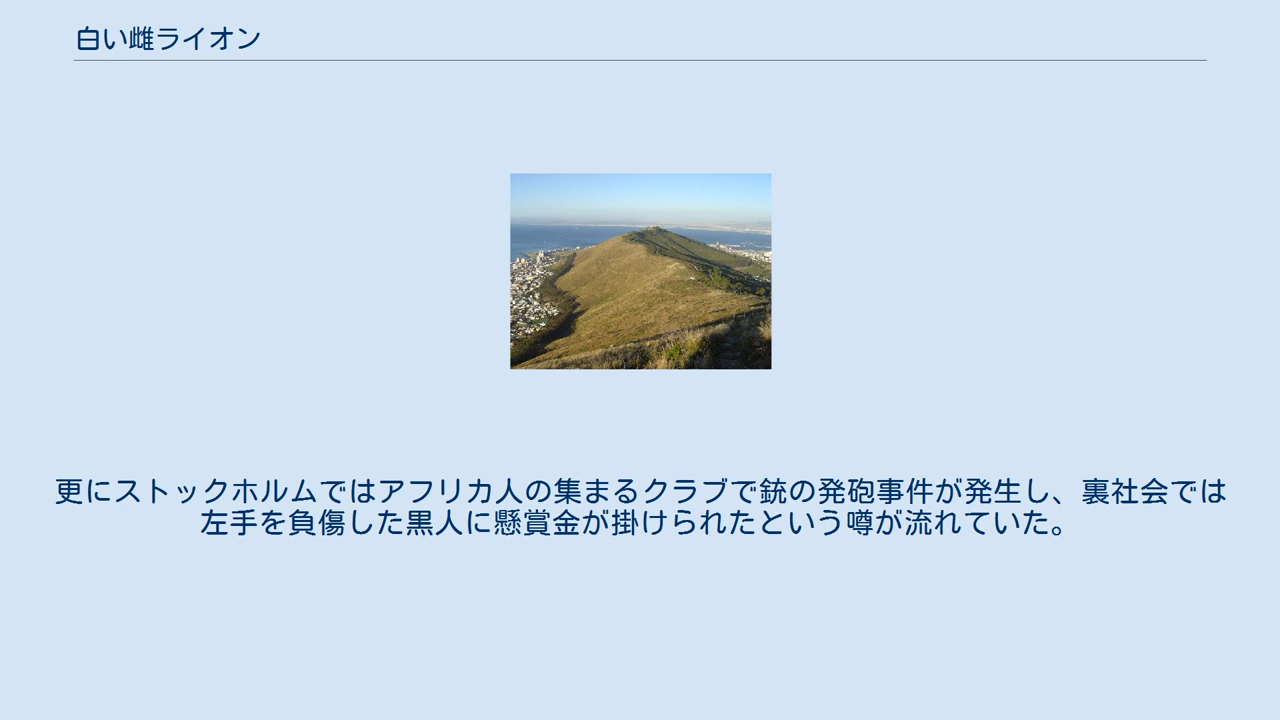 白い雌ライオン
更にストックホルムではアフリカ人の集まるクラブで銃の発砲事件が発生し、裏社会では
左手を負傷した黒人に懸賞金が掛けられたという噂が流れていた。